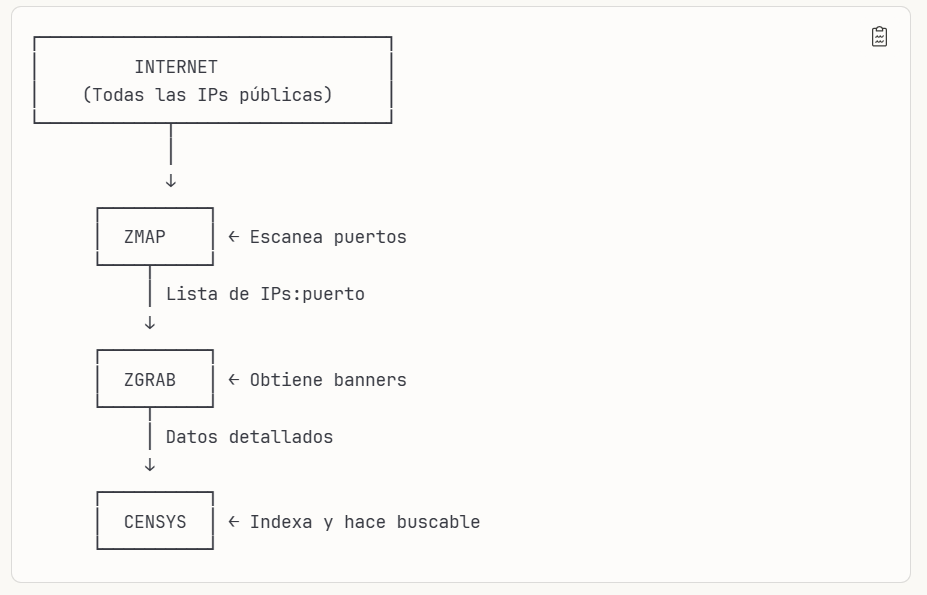 INTERNET
(Todas las IPs públicas)
ZMAP ← Escanea puertos
Lista de IPs:puerto
ZGRAB ← Obtiene banners
Datos detallados
CENSYS ← Indexa y hace buscable